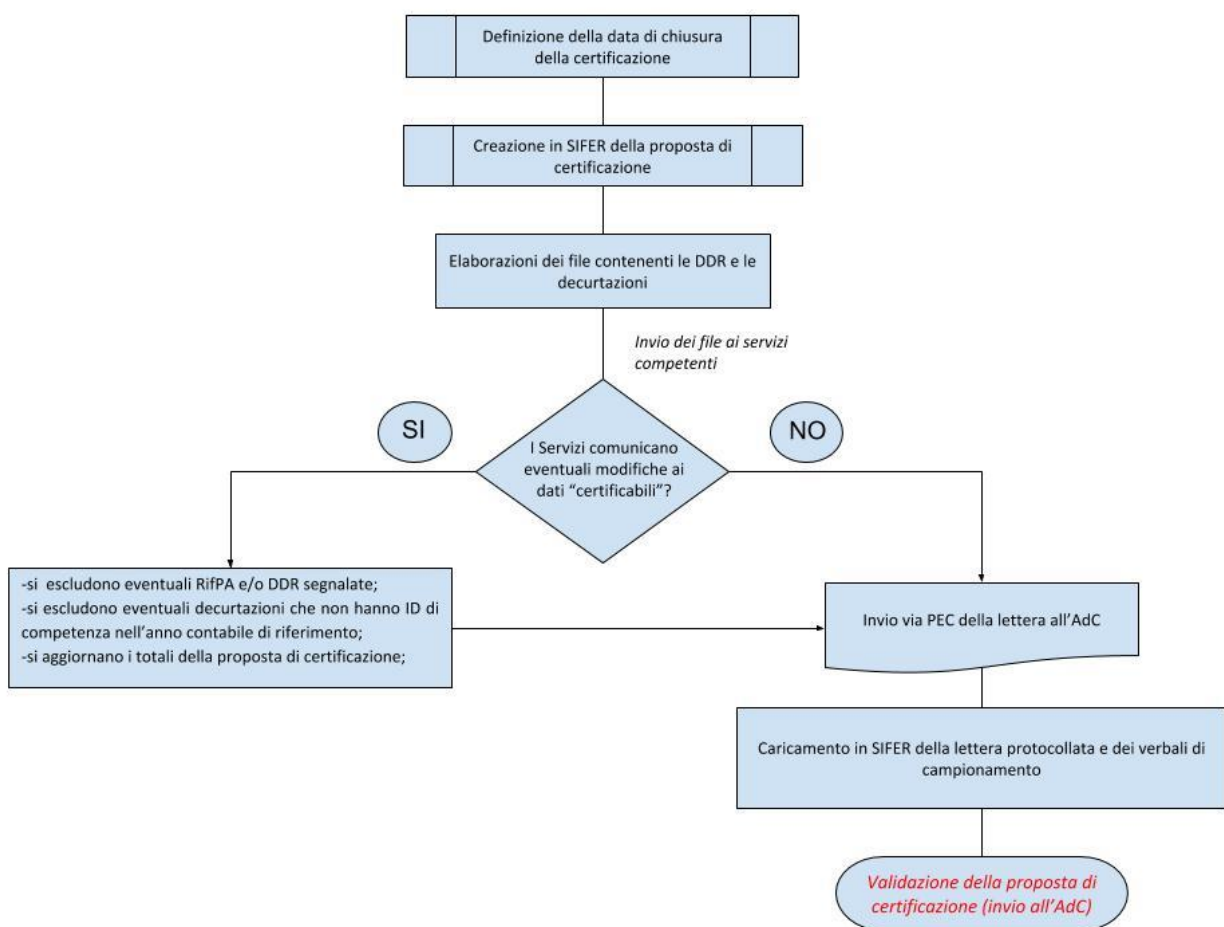 Definizione della data di chiusura
della certificazione
Creazione in SIFER della proposta di
certificazione
Elaborazioni dei file contenenti le DDR e le
decurtazioni
Invio dei file ai servizi
competenti
SI
NO
I Servizi comunicano
eventuali modifiche ai
dati “certificabili”?
-si  escludono eventuali RifPA e/o DDR segnalate;
-si escludono eventuali decurtazioni che non hanno ID di
competenza nell’anno contabile di riferimento;
-si aggiornano i totali della proposta di certificazione;
Invio via PEC della lettera all’AdC
Caricamento in SIFER della lettera protocollata e dei verbali di
campionamento
Validazione della proposta di
certificazione (invio all’AdC)